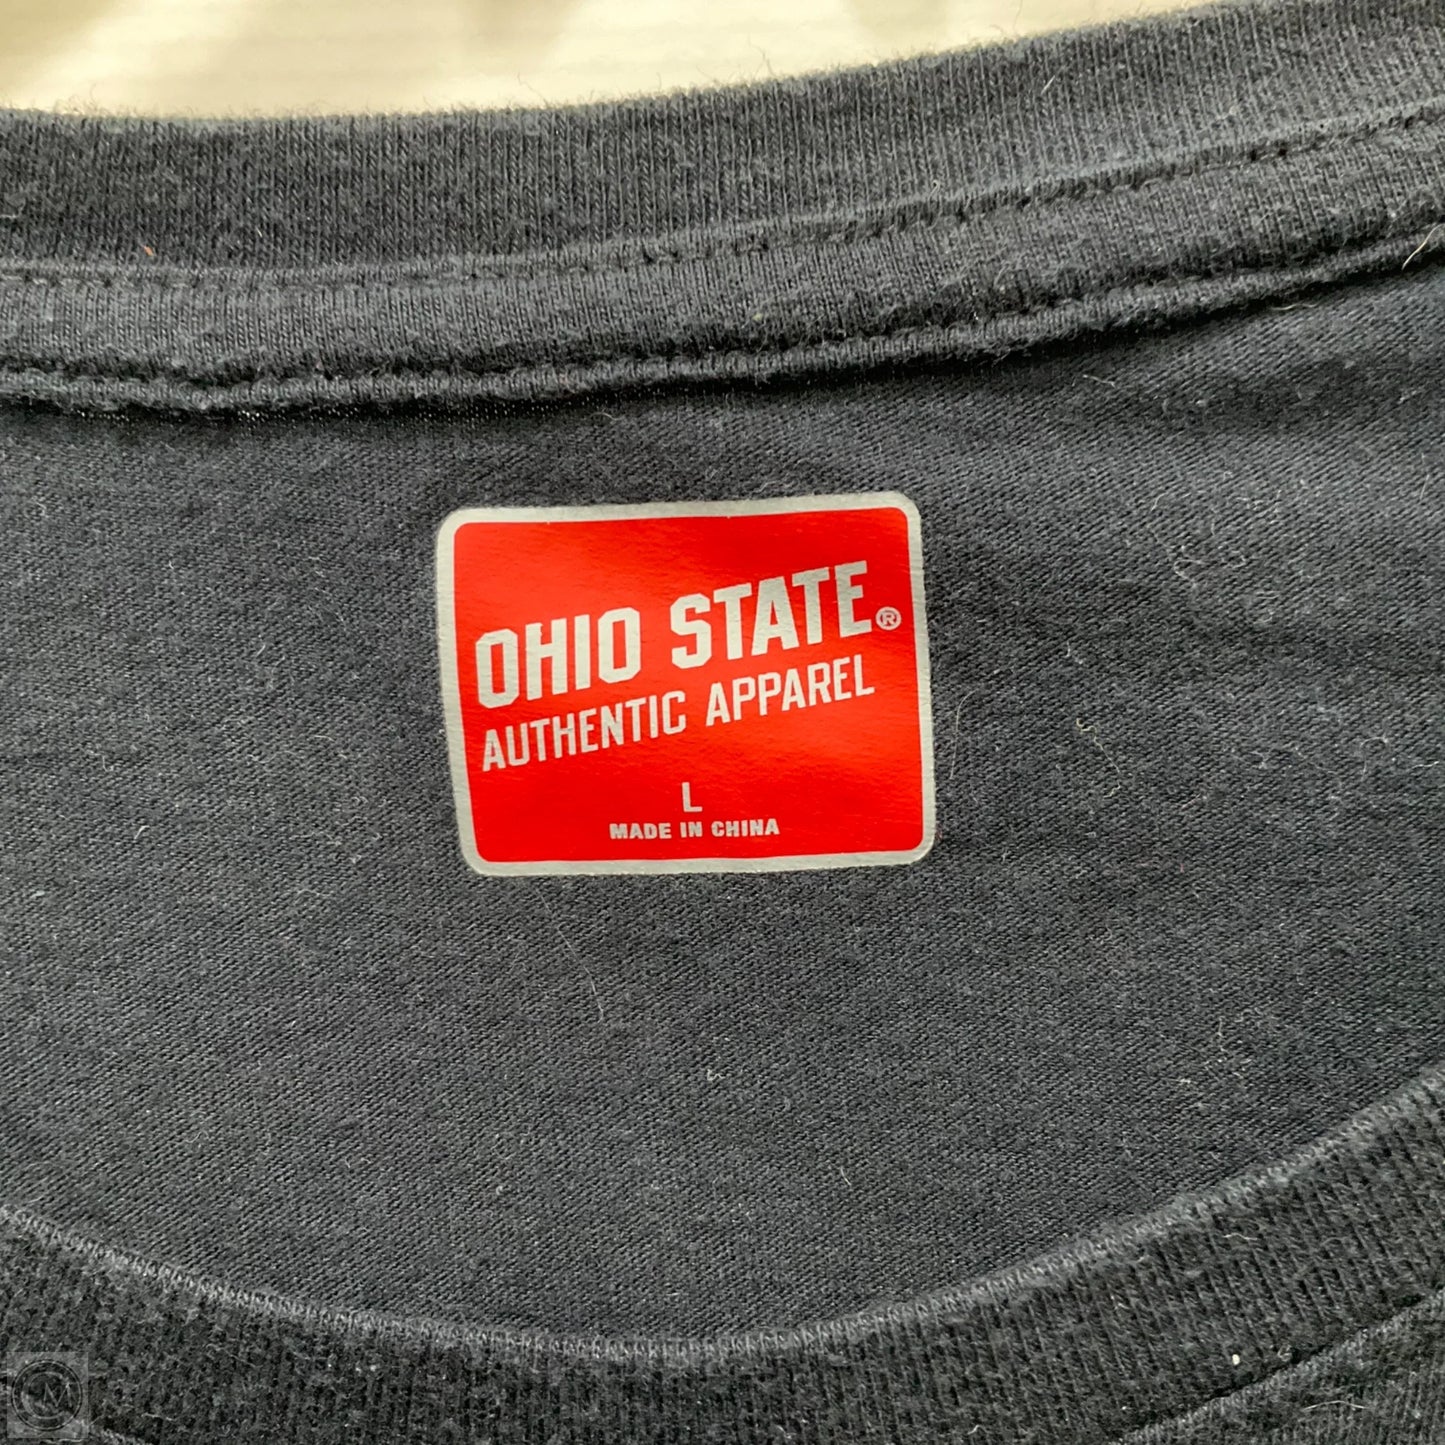 OHIO STATE®
AUTHENTIC APPAREL
L
MADE IN CHINA